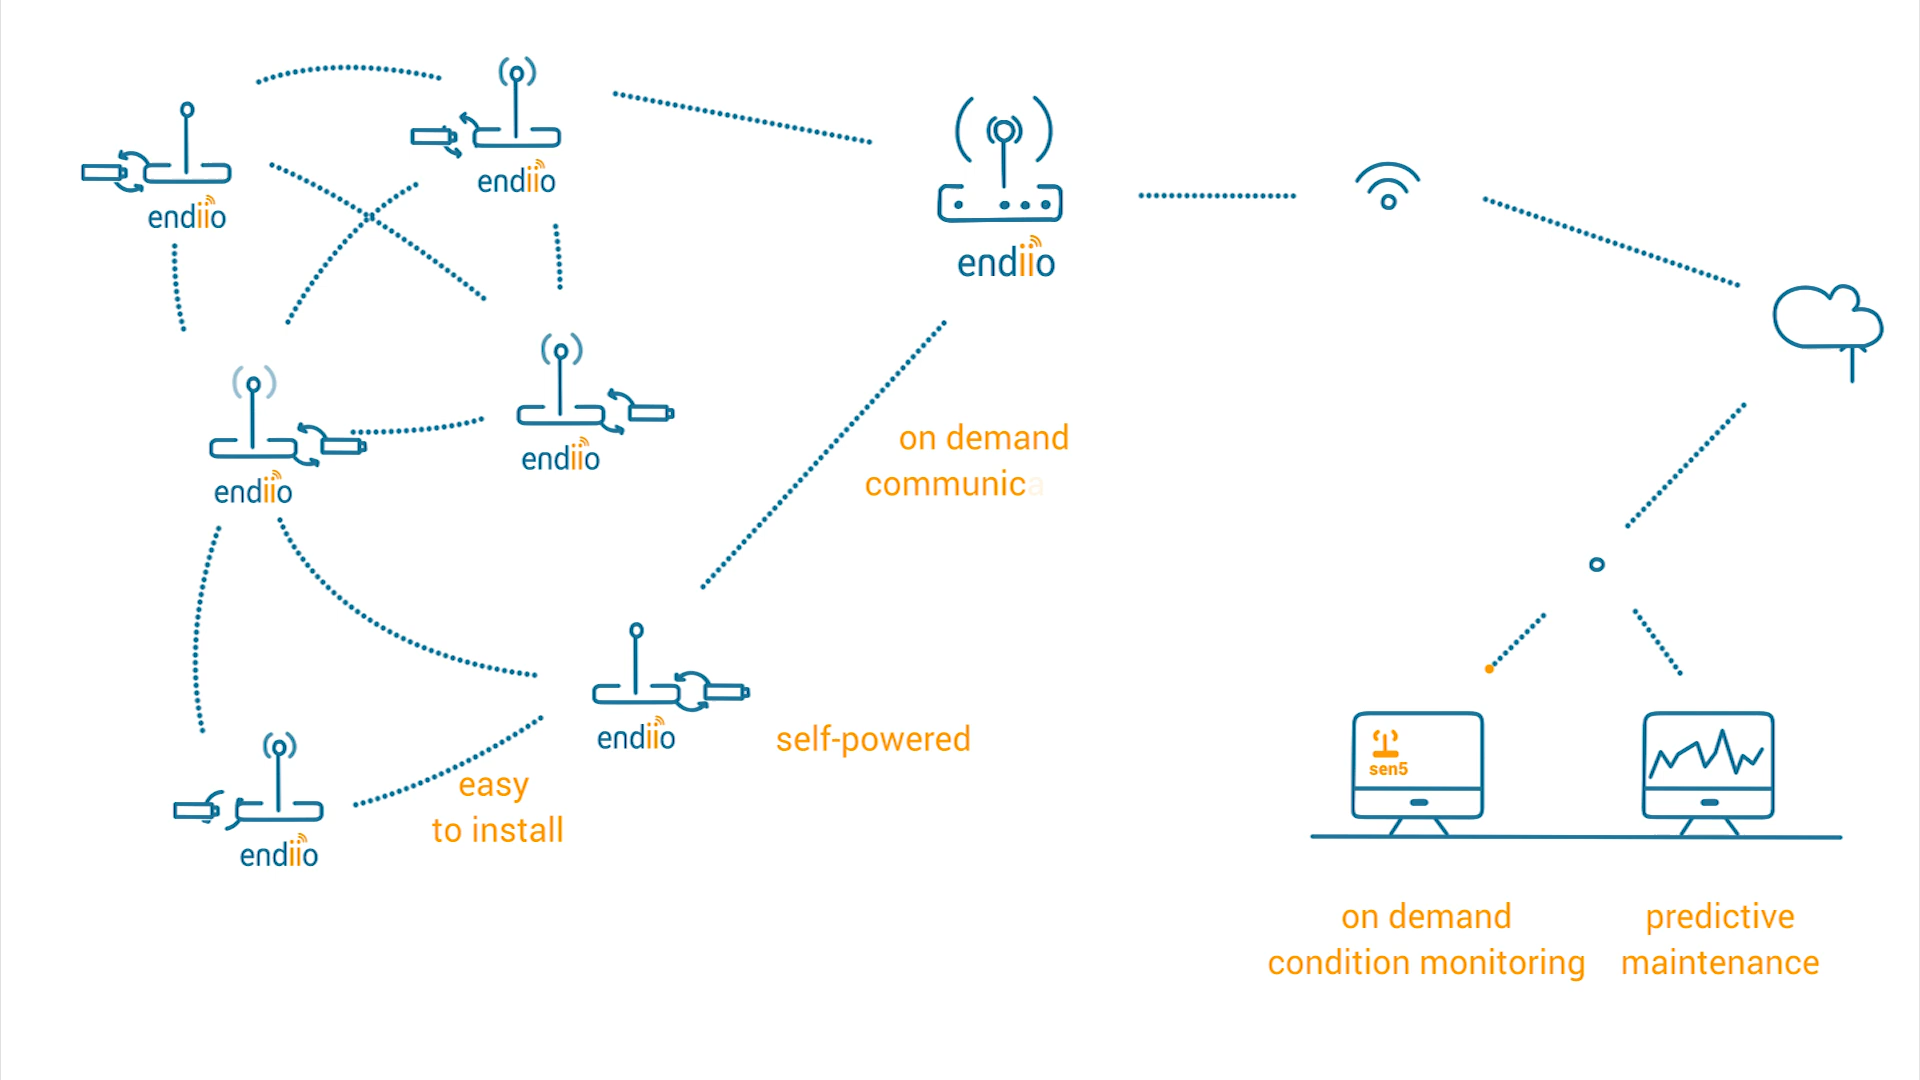 endiio
endiio
endiio
endiio
endiio
on demand
communica
endiio
self-powered
easy
to install
endiio
sen5
on demand
condition monitoring
predictive
maintenance